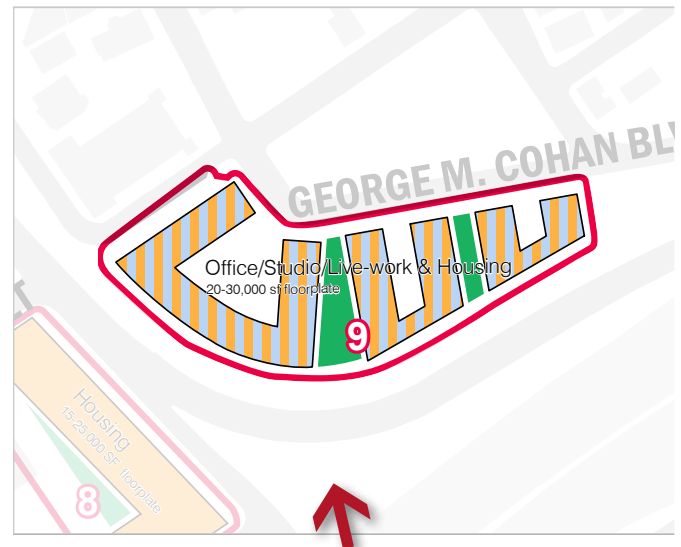 GEORGE M. COHAN BL
Office/Studio/Live-work & Housing
20-30,000 sf floorplate
9
Housing
15-25,000 SF floorplate
8